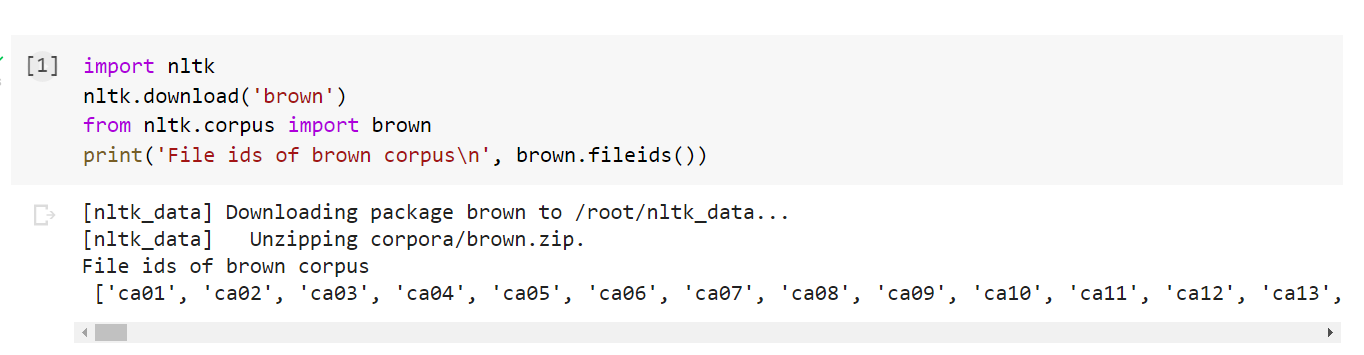 [1] import nltk
nltk.download('brown')
from nltk.corpus import brown
print('File ids of brown corpus\n', brown.fileids())
[nltk_data] Downloading package brown to /root/nltk_data...
[nltk_data]   Unzipping corpora/brown.zip.
File ids of brown corpus
 ['ca01', 'ca02', 'ca03', 'ca04', 'ca05', 'ca06', 'ca07', 'ca08', 'ca09', 'ca10', 'ca11', 'ca12', 'ca13',